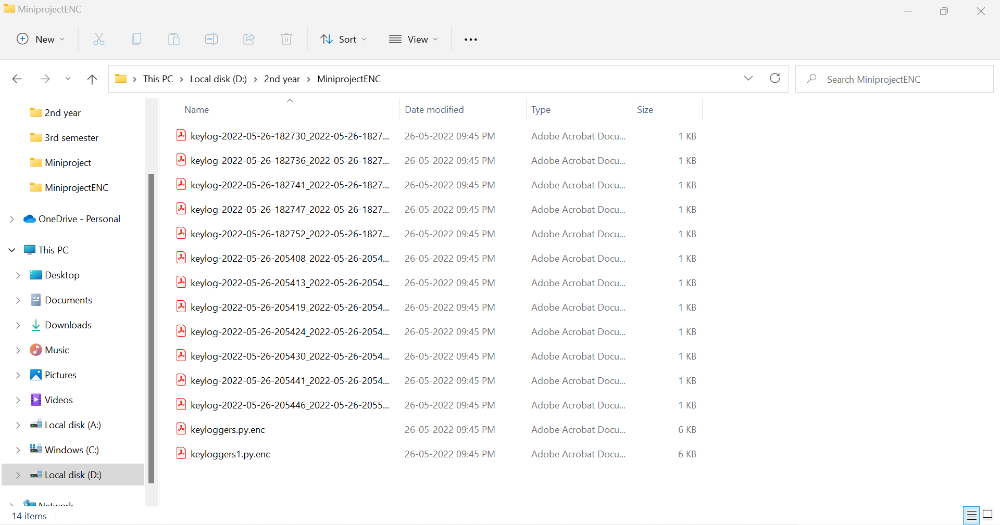 MiniprojectENC
New Sort View
This PC Local disk (D:) 2nd year MiniprojectENC Search MiniprojectENC
2nd year
3rd semester
Miniproject
MiniprojectENC
OneDrive - Personal
This PC
Desktop
Documents
Downloads
Music
Pictures
Videos
Local disk (A:)
Windows (C:)
Local disk (D:)
Network
Name Date modified Type Size
keylog-2022-05-26-182730_2022-05-26-1827... 26-05-2022 09:45 PM Adobe Acrobat Docu... 1 KB
keylog-2022-05-26-182736_2022-05-26-1827... 26-05-2022 09:45 PM Adobe Acrobat Docu... 1 KB
keylog-2022-05-26-182741_2022-05-26-1827... 26-05-2022 09:45 PM Adobe Acrobat Docu... 1 KB
keylog-2022-05-26-182747_2022-05-26-1827... 26-05-2022 09:45 PM Adobe Acrobat Docu... 1 KB
keylog-2022-05-26-182752_2022-05-26-1827... 26-05-2022 09:45 PM Adobe Acrobat Docu... 1 KB
keylog-2022-05-26-205408_2022-05-26-2054... 26-05-2022 09:45 PM Adobe Acrobat Docu... 1 KB
keylog-2022-05-26-205413_2022-05-26-2054... 26-05-2022 09:45 PM Adobe Acrobat Docu... 1 KB
keylog-2022-05-26-205419_2022-05-26-2054... 26-05-2022 09:45 PM Adobe Acrobat Docu... 1 KB
keylog-2022-05-26-205424_2022-05-26-2054... 26-05-2022 09:45 PM Adobe Acrobat Docu... 1 KB
keylog-2022-05-26-205430_2022-05-26-2054... 26-05-2022 09:45 PM Adobe Acrobat Docu... 1 KB
keylog-2022-05-26-205441_2022-05-26-2054... 26-05-2022 09:45 PM Adobe Acrobat Docu... 1 KB
keylog-2022-05-26-205446_2022-05-26-2055... 26-05-2022 09:45 PM Adobe Acrobat Docu... 1 KB
keyloggers.py.enc 26-05-2022 09:45 PM Adobe Acrobat Docu... 6 KB
keyloggers1.py.enc 26-05-2022 09:45 PM Adobe Acrobat Docu... 6 KB
14 items